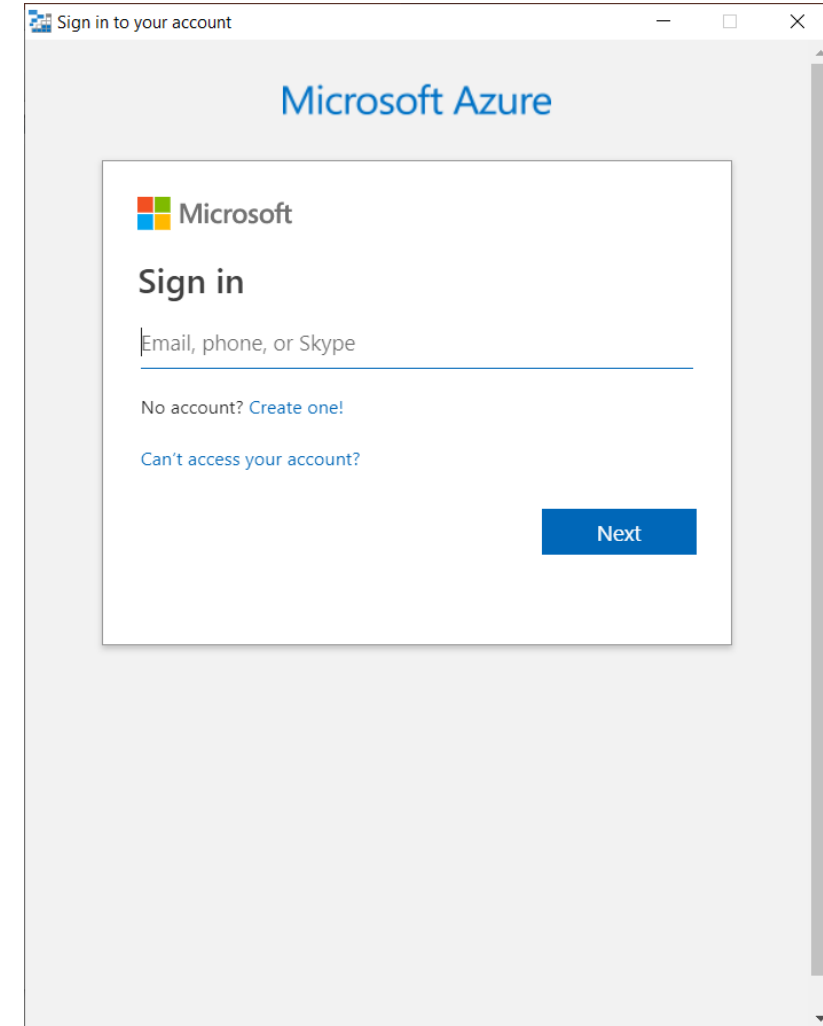 Sign in to your account
Microsoft Azure
Microsoft
Sign in
Email, phone, or Skype
No account? Create one!
Can't access your account?
Next